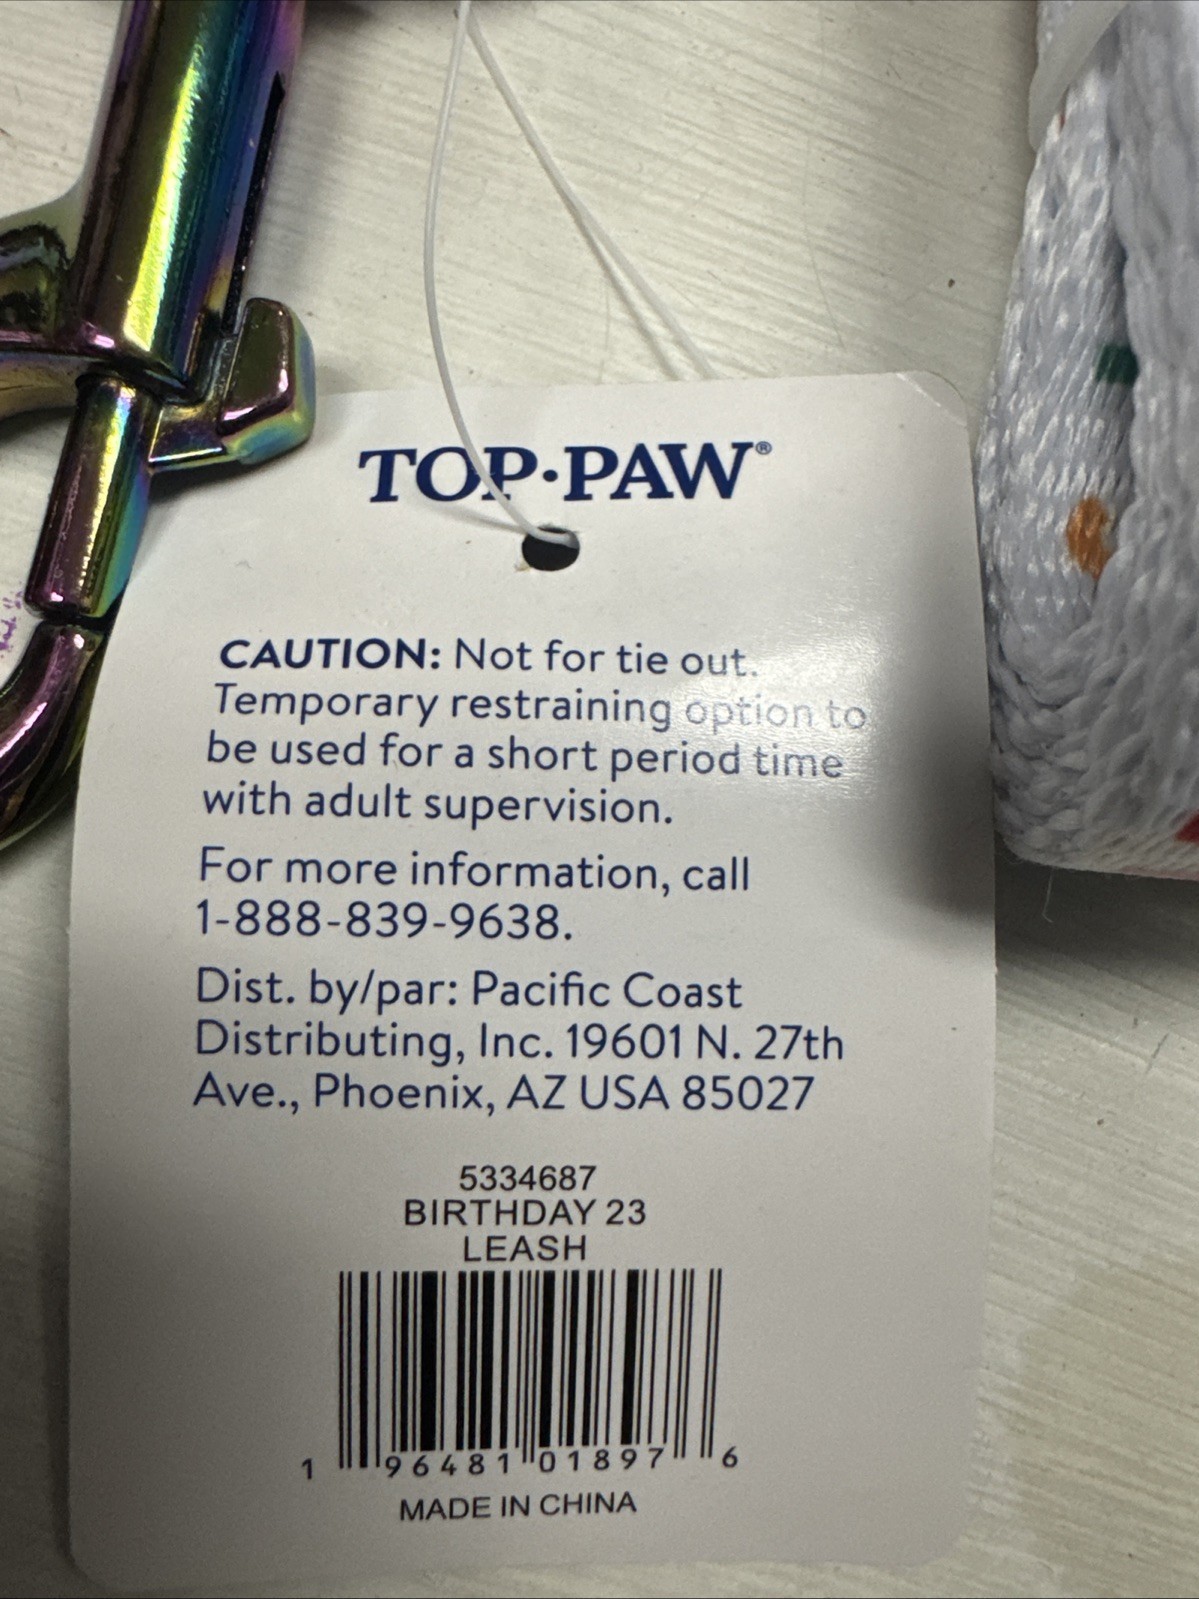 TOP·PAW®
CAUTION: Not for tie out.
Temporary restraining option to
be used for a short period time
with adult supervision.
For more information, call
1-888-839-9638.
Dist. by/par: Pacific Coast
Distributing, Inc. 19601 N. 27th
Ave., Phoenix, AZ USA 85027
5334687
BIRTHDAY 23
LEASH
1 96481 01897 6
MADE IN CHINA